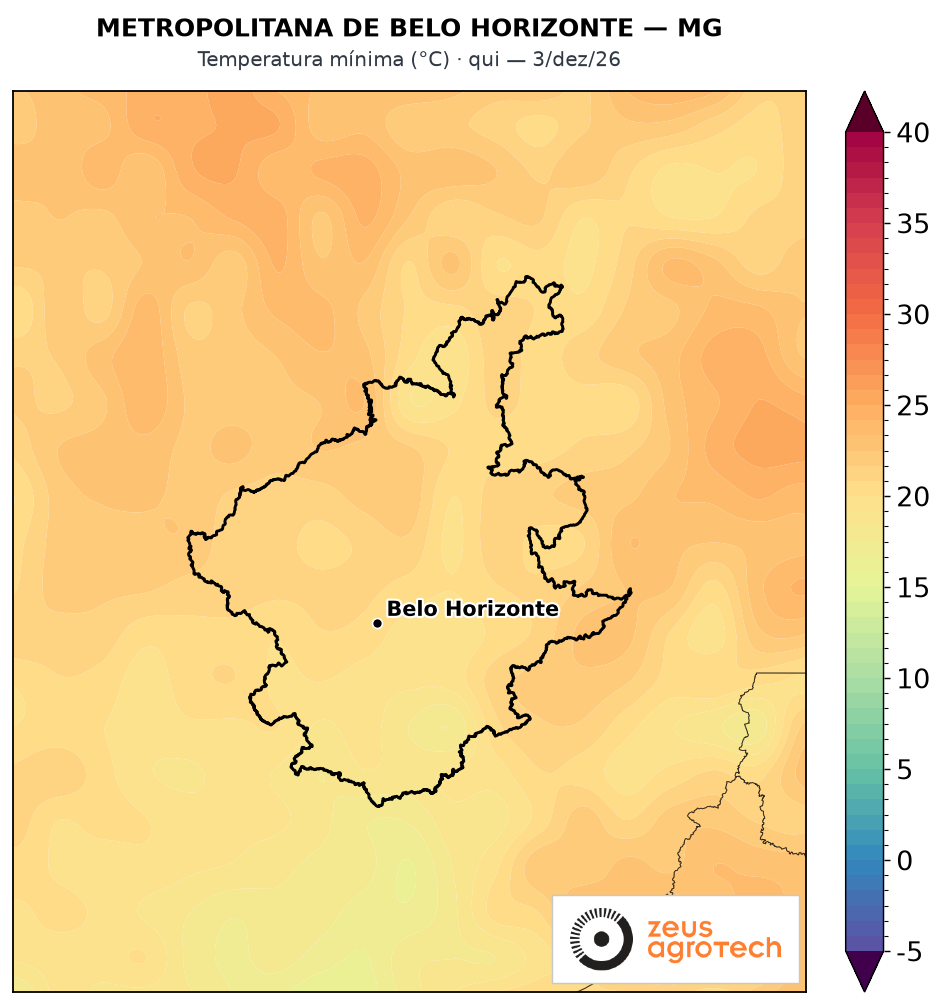 METROPOLITANA DE BELO HORIZONTE — MG
Temperatura mínima (°C) · qui — 3/dez/26
40
35
30
25
20
15
10
5
0
-5
Belo Horizonte
zeus
agrotech